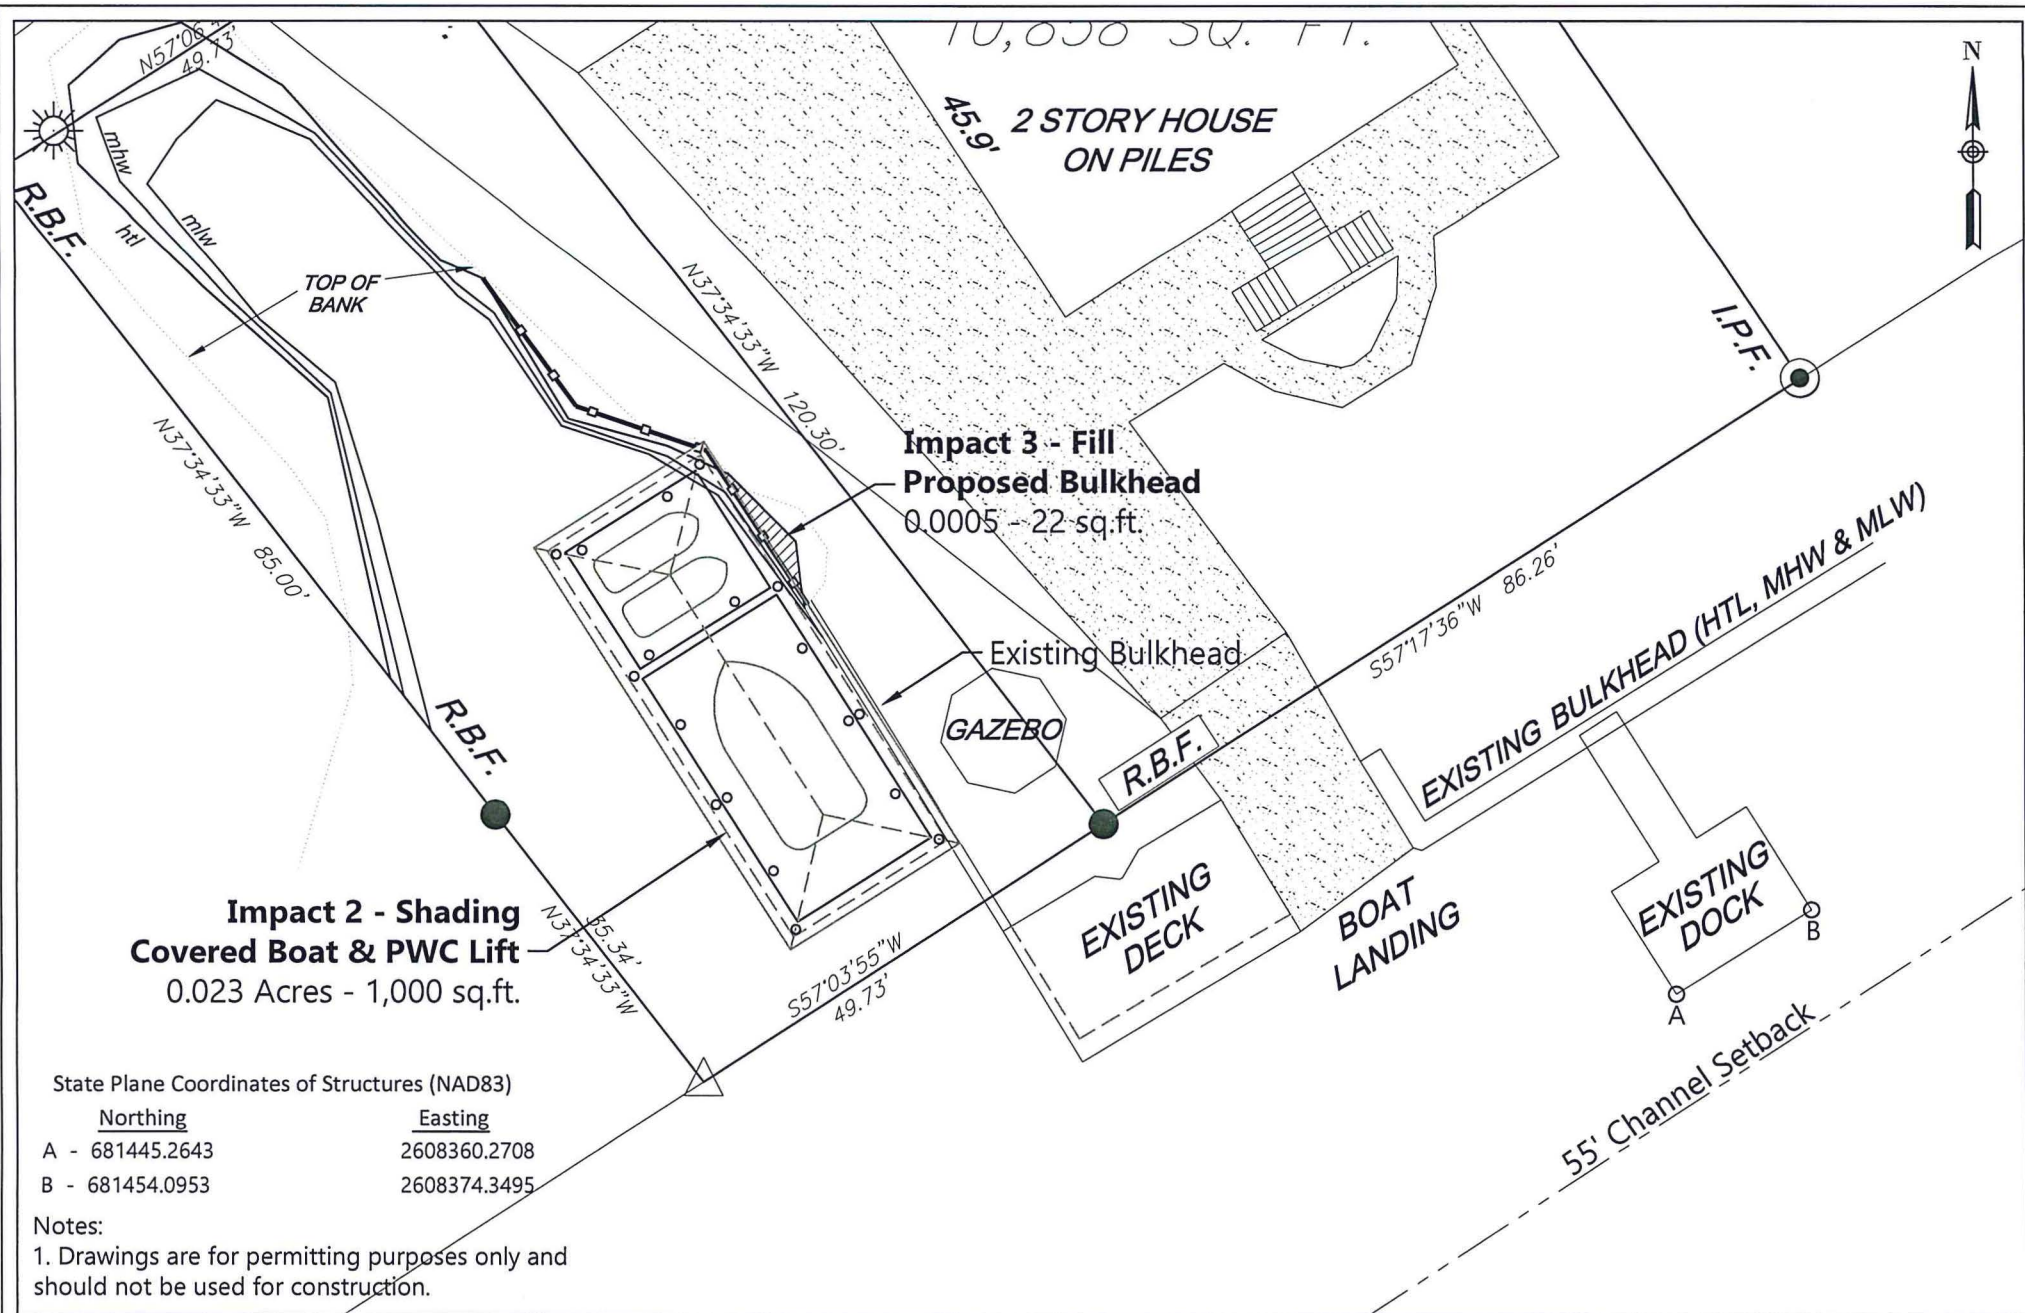 N57°06'
49.73'
10,858 SQ. FT.
N
45.9'
2 STORY HOUSE
ON PILES
mhw
R.B.F.
htl
mlw
TOP OF
BANK
N37°34'33"W 120.30'
I.P.F.
N37°34'33"W 85.00'
Impact 3 - Fill
Proposed Bulkhead
0.0005 - 22 sq.ft.
S57°17'36"W 86.26'
EXISTING BULKHEAD (HTL, MHW & MLW)
Existing Bulkhead
GAZEBO
R.B.F.
R.B.F.
EXISTING
DOCK
B
A
EXISTING
DECK
BOAT
LANDING
Impact 2 - Shading
Covered Boat & PWC Lift
0.023 Acres - 1,000 sq.ft.
35.34'
N37°34'33"W
S57°03'55"W
49.73'
55' Channel Setback
State Plane Coordinates of Structures (NAD83)
Northing Easting
A - 681445.2643 2608360.2708
B - 681454.0953 2608374.3495
Notes:
1. Drawings are for permitting purposes only and
should not be used for construction.